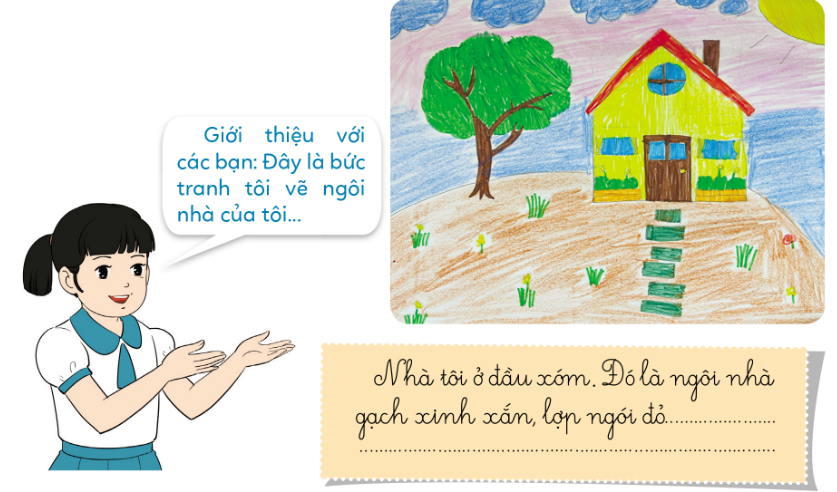 Giới thiệu với
các bạn: Đây là bức
tranh tôi vẽ ngôi
nhà của tôi...
Nhà tôi ở đầu xóm. Đó là ngôi nhà
gạch xinh xắn, lợp ngói đỏ....................
..............................................................................